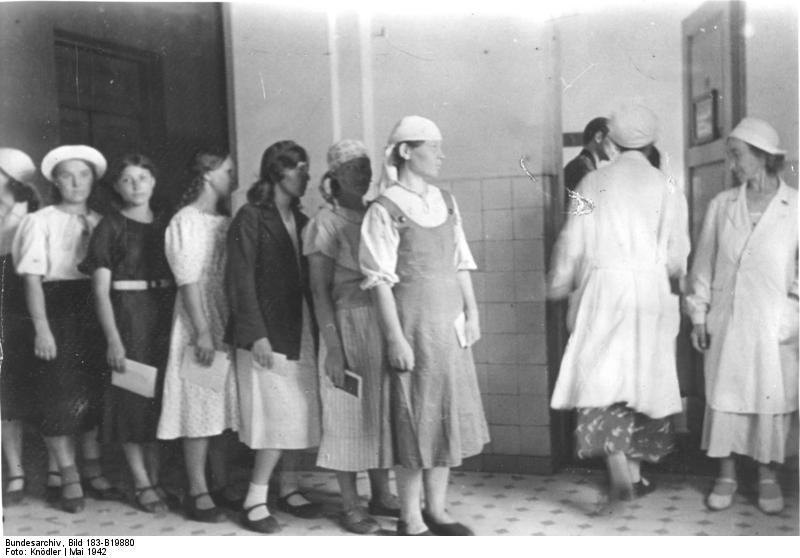 Bundesarchiv, Bild 183-B19880
Foto: Knödler | Mai 1942